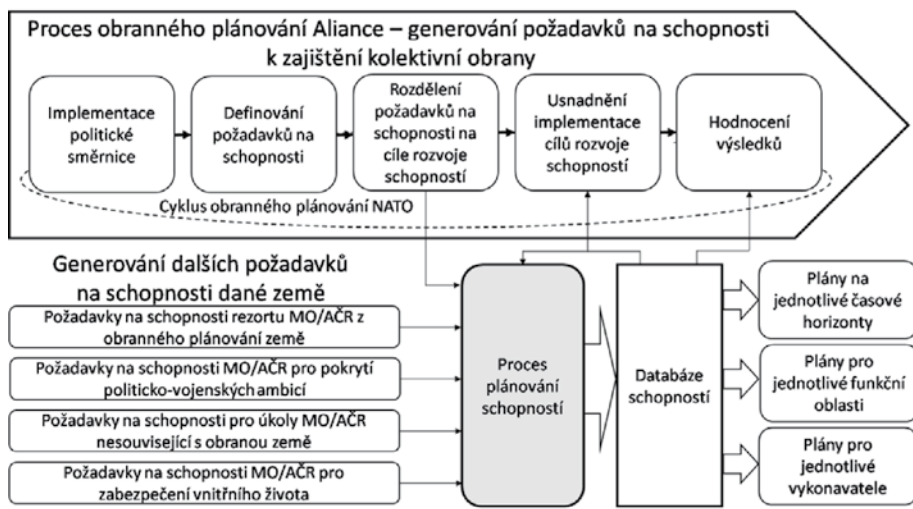 Proces obranného plánování Aliance – generování požadavků na schopnosti
k zajištění kolektivní obrany
Implementace
politické
směrnice
Definování
požadavků na
schopnosti
Rozdělení
požadavků na
schopnosti na
cíle rozvoje
schopností
Usnadnění
implementace
cílů rozvoje
schopností
Hodnocení
výsledků
Cyklus obranného plánování NATO
Generování dalších požadavků
na schopnosti dané země
Požadavky na schopnosti rezortu MO/AČR z
obranného plánování země
Požadavky na schopnosti MO/AČR pro pokrytí
politicko-vojenských ambicí
Požadavky na schopnosti pro úkoly MO/AČR
nesouvisející s obranou země
Požadavky na schopnosti MO/AČR pro
zabezpečení vnitřního života
Proces
plánování
schopností
Databáze
schopností
Plány na
jednotlivé časové
horizonty
Plány pro
jednotlivé funkční
oblasti
Plány pro
jednotlivé
vykonavatele